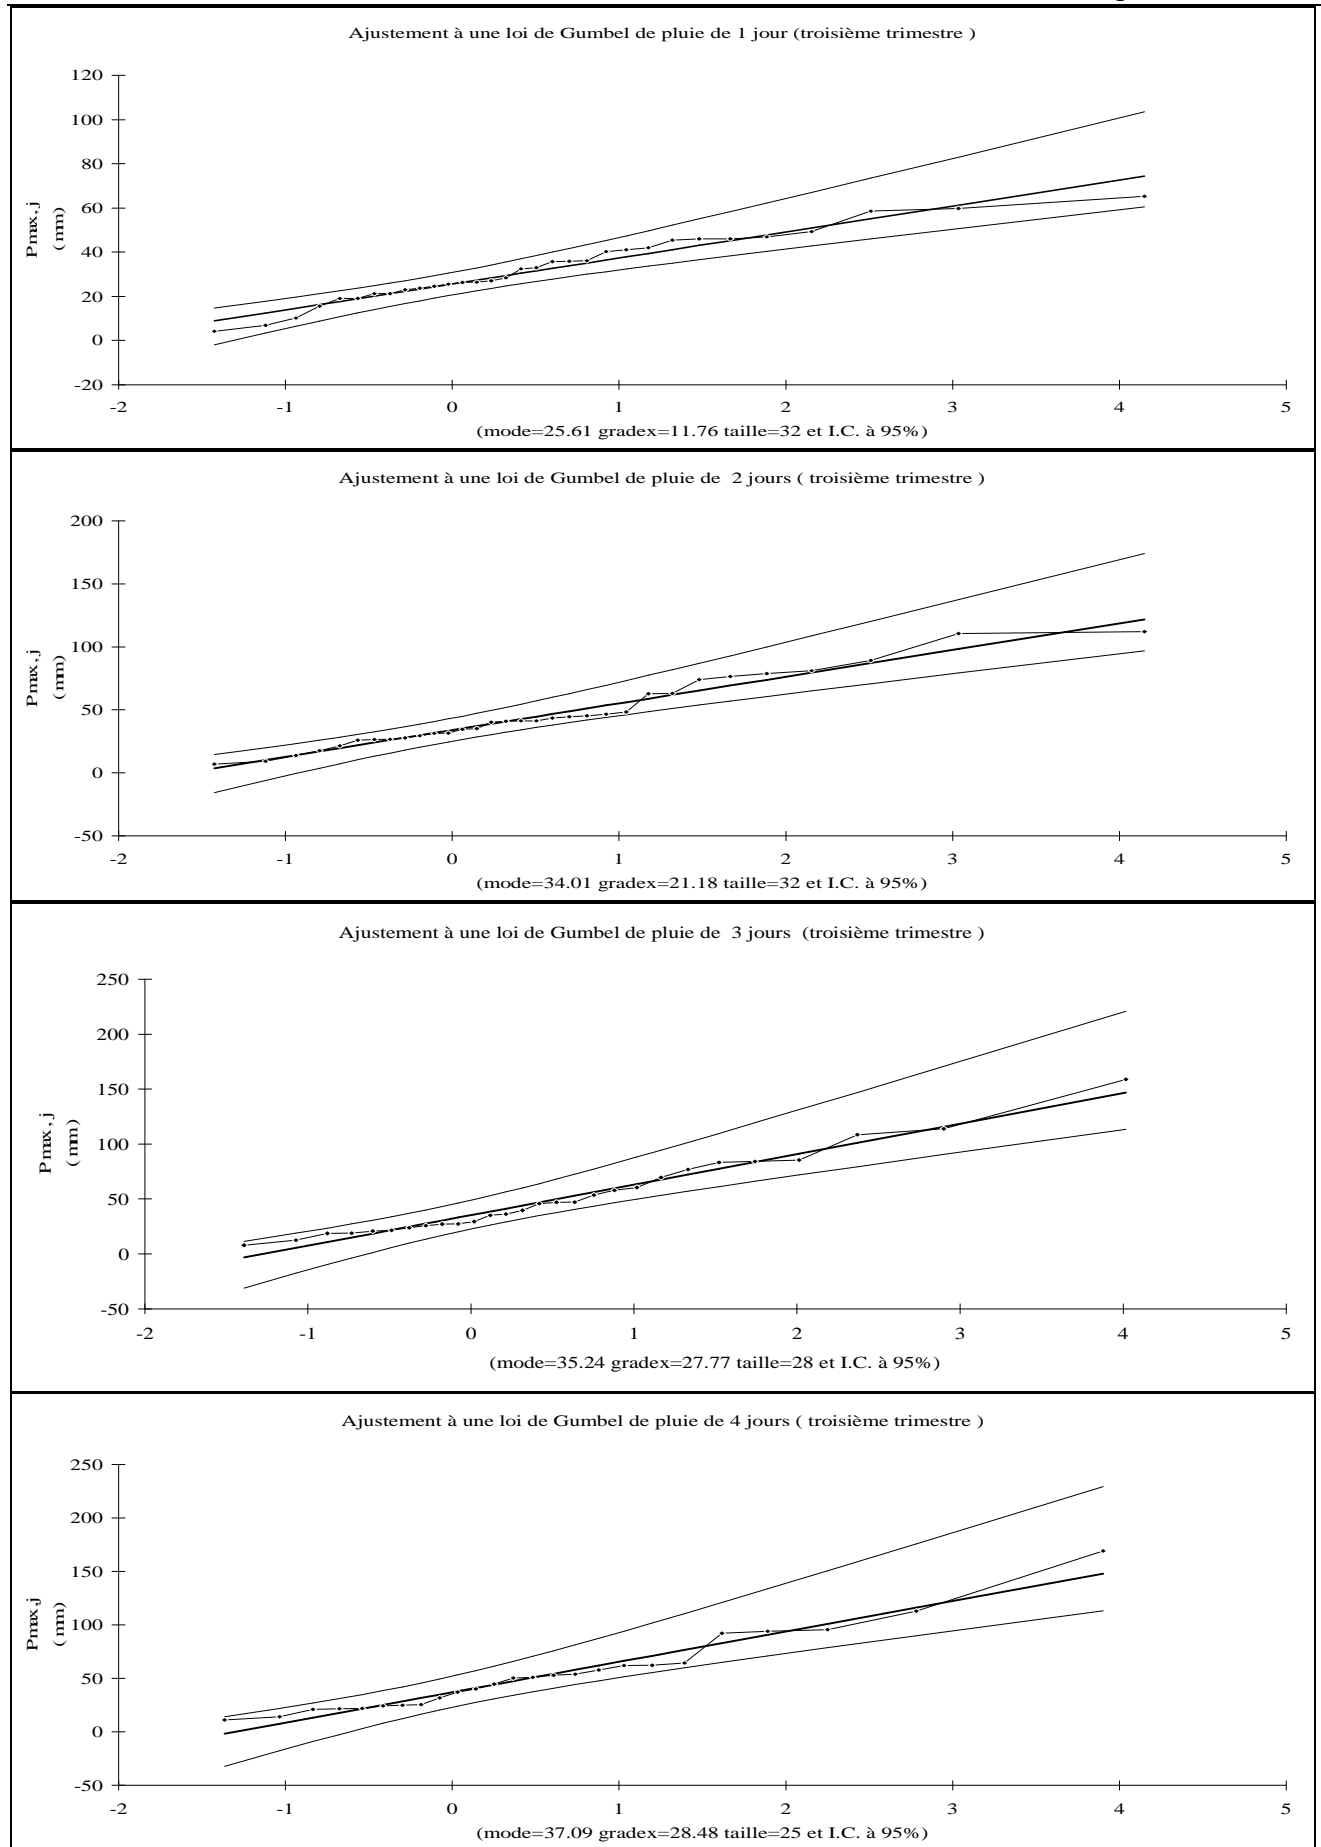 Ajustement à une loi de Gumbel de pluie de 1 jour (troisième trimestre )
120
100
80
60
40
20
0
-20
Pmax,j
(mm)
-2 -1 0 1 2 3 4 5
(mode=25.61 gradex=11.76 taille=32 et I.C. à 95%)
Ajustement à une loi de Gumbel de pluie de 2 jours ( troisième trimestre )
200
150
100
50
0
-50
Pmax,j
(mm)
-2 -1 0 1 2 3 4 5
(mode=34.01 gradex=21.18 taille=32 et I.C. à 95%)
Ajustement à une loi de Gumbel de pluie de 3 jours (troisième trimestre )
250
200
150
100
50
0
-50
Pmax,j
(mm)
-2 -1 0 1 2 3 4 5
(mode=35.24 gradex=27.77 taille=28 et I.C. à 95%)
Ajustement à une loi de Gumbel de pluie de 4 jours ( troisième trimestre )
250
200
150
100
50
0
-50
Pmax,j
(mm)
-2 -1 0 1 2 3 4 5
(mode=37.09 gradex=28.48 taille=25 et I.C. à 95%)